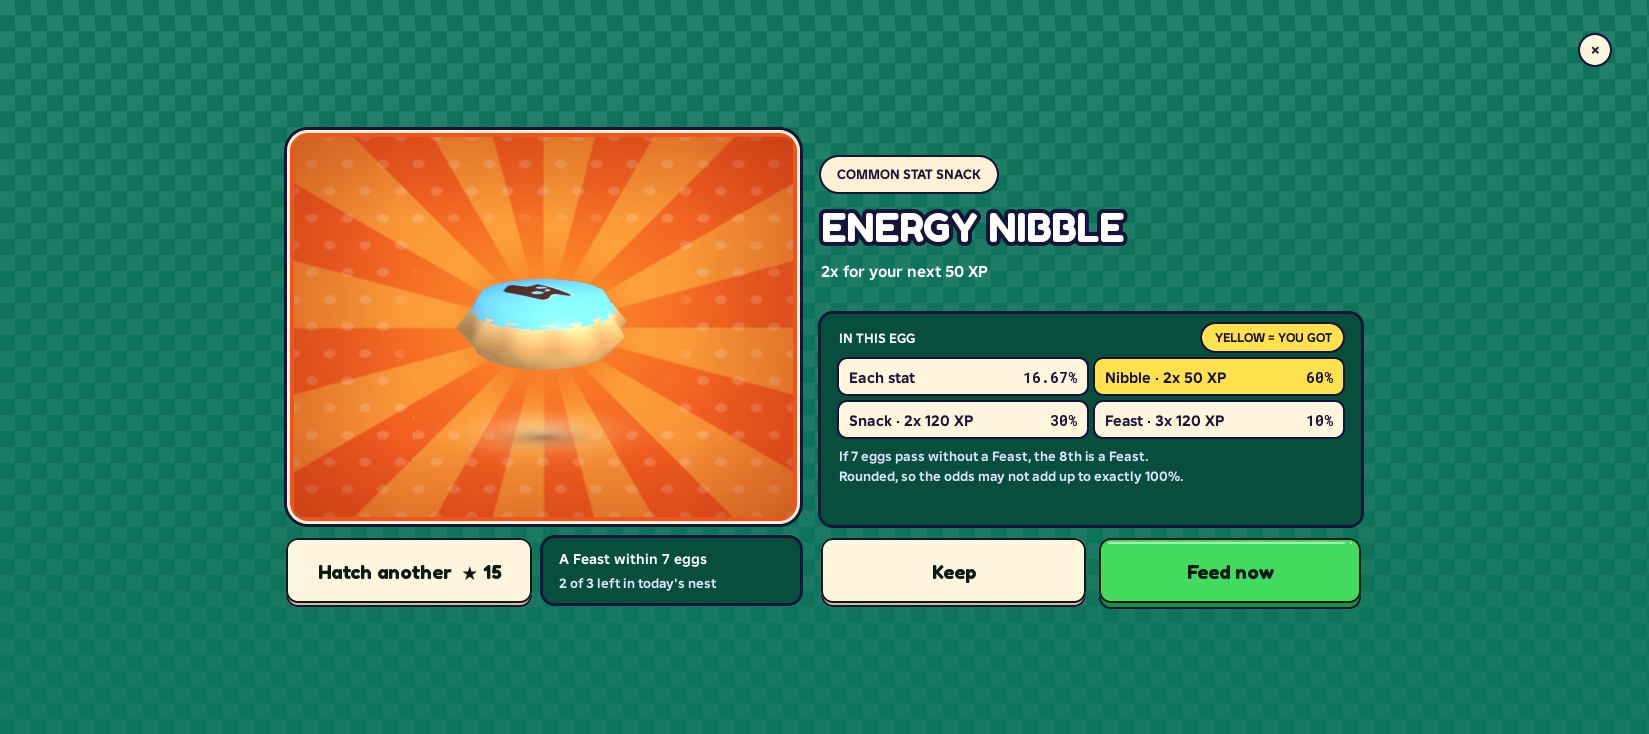 ×
COMMON STAT SNACK
ENERGY NIBBLE
2x for your next 50 XP
IN THIS EGG
YELLOW = YOU GOT
Each stat 16.67%
Nibble · 2x 50 XP 60%
Snack · 2x 120 XP 30%
Feast · 3x 120 XP 10%
If 7 eggs pass without a Feast, the 8th is a Feast.
Rounded, so the odds may not add up to exactly 100%.
Hatch another ★ 15
A Feast within 7 eggs
2 of 3 left in today's nest
Keep
Feed now